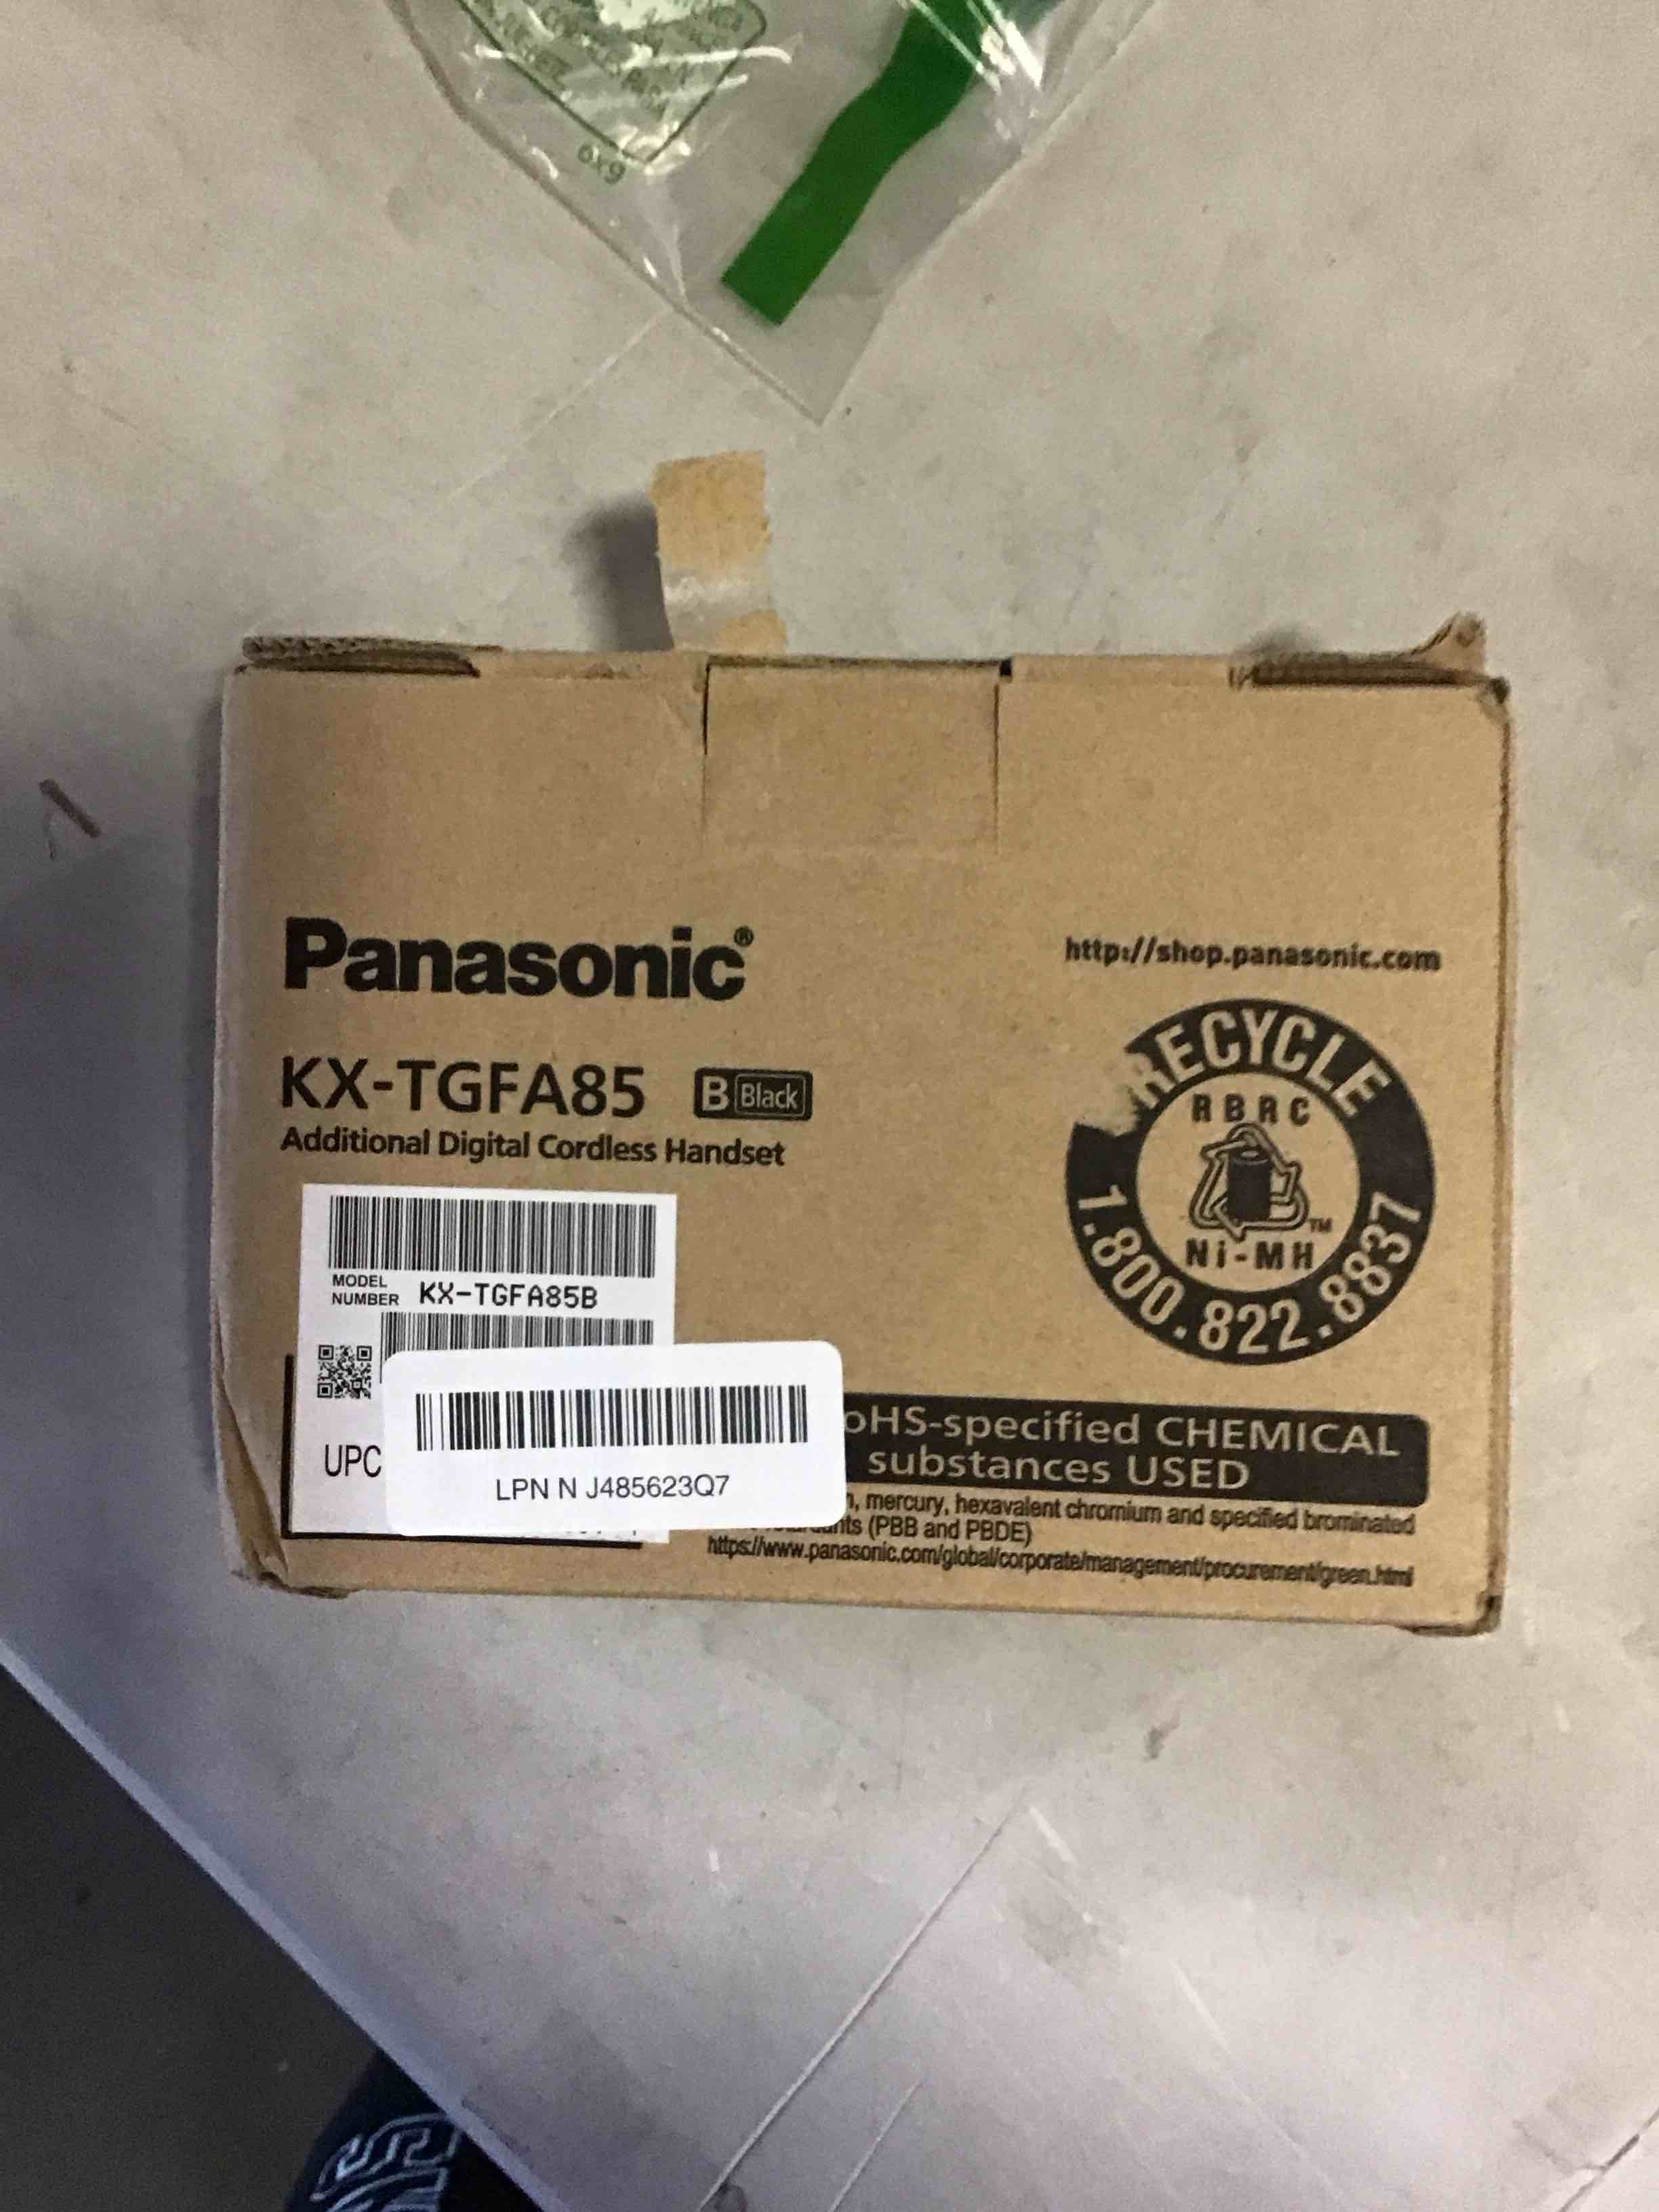 6X9
Panasonic®
http://shop.panasonic.com
KX-TGFA85 B Black
Additional Digital Cordless Handset
RECYCLE
RBRC
TM
Ni-MH
1.800.822.8837
MODEL
NUMBER KX-TGFA85B
UPC
LPN N J485623Q7
oHS-specified CHEMICAL
substances USED
, mercury, hexavalent chromium and specified brominated
(PBB and PBDE)
https://www.panasonic.com/global/corporate/management/procurement/green.html